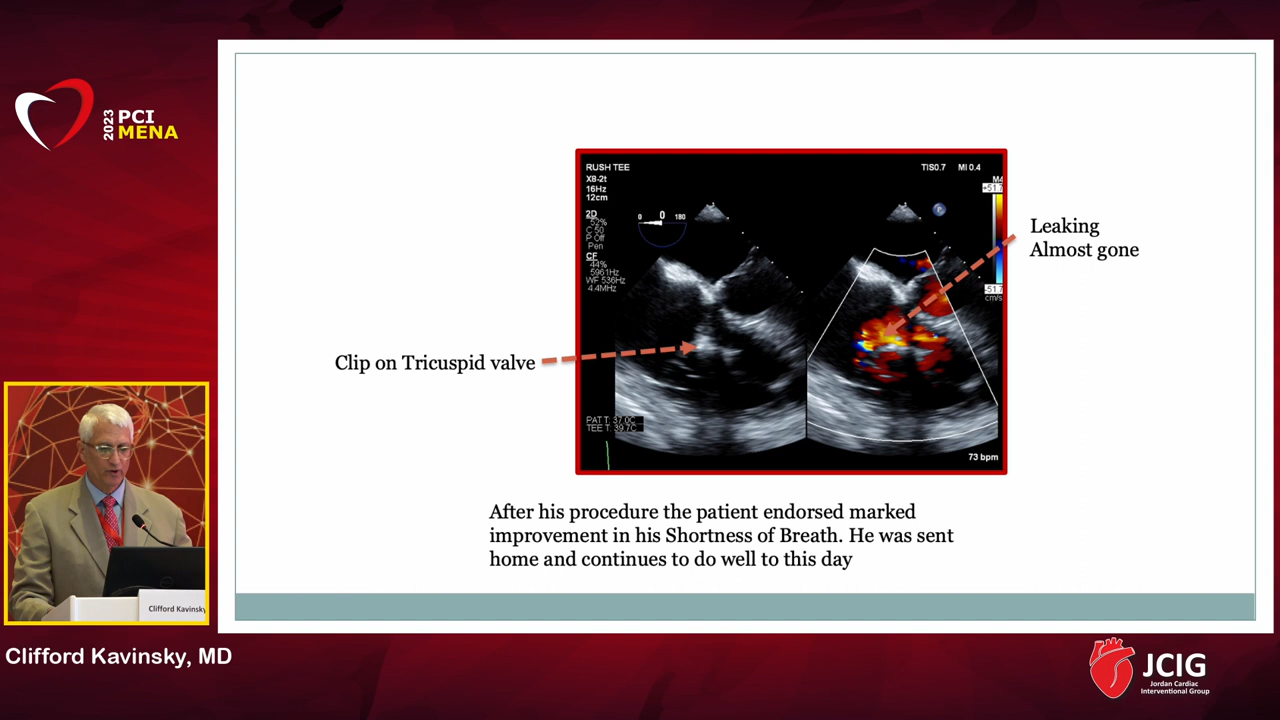 2023
PCI
MENA
RUSH TEE
X8-2t
16Hz
12cm
2D
52%
C 50
P Off
Pen
CF
44%
5961Hz
WF 536Hz
4.4MHz
0 0 180
TIS0.7 MI 0.4
M4
+51.7
-51.7
cm/s
Leaking
Almost gone
Clip on Tricuspid valve
PAT T: 37.0C
TEE T: 39.7C
73 bpm
After his procedure the patient endorsed marked
improvement in his Shortness of Breath. He was sent
home and continues to do well to this day
Clifford Kavinsky
Clifford Kavinsky, MD
JCIG
Jordan Cardiac
Interventional Group